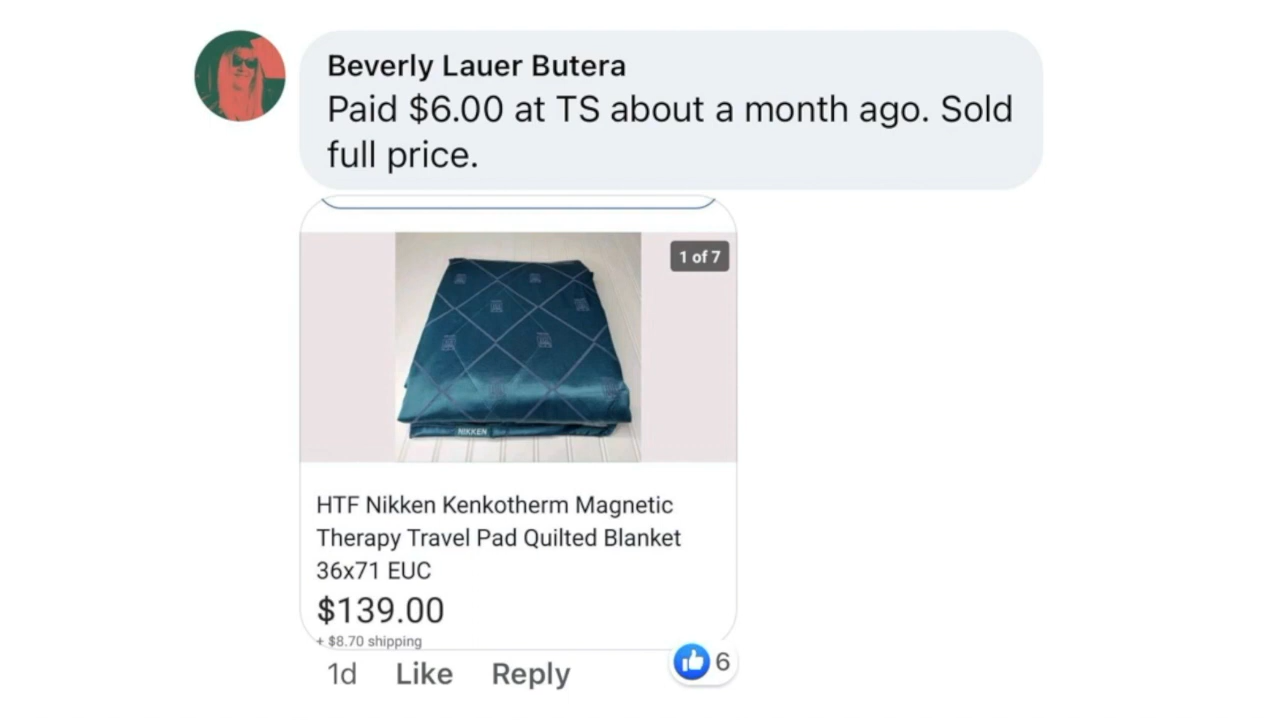 Beverly Lauer Butera
Paid $6.00 at TS about a month ago. Sold
full price.
1 of 7
NIKKEN
HTF Nikken Kenkotherm Magnetic
Therapy Travel Pad Quilted Blanket
36x71 EUC
$139.00
+ $8.70 shipping
1d Like Reply 6